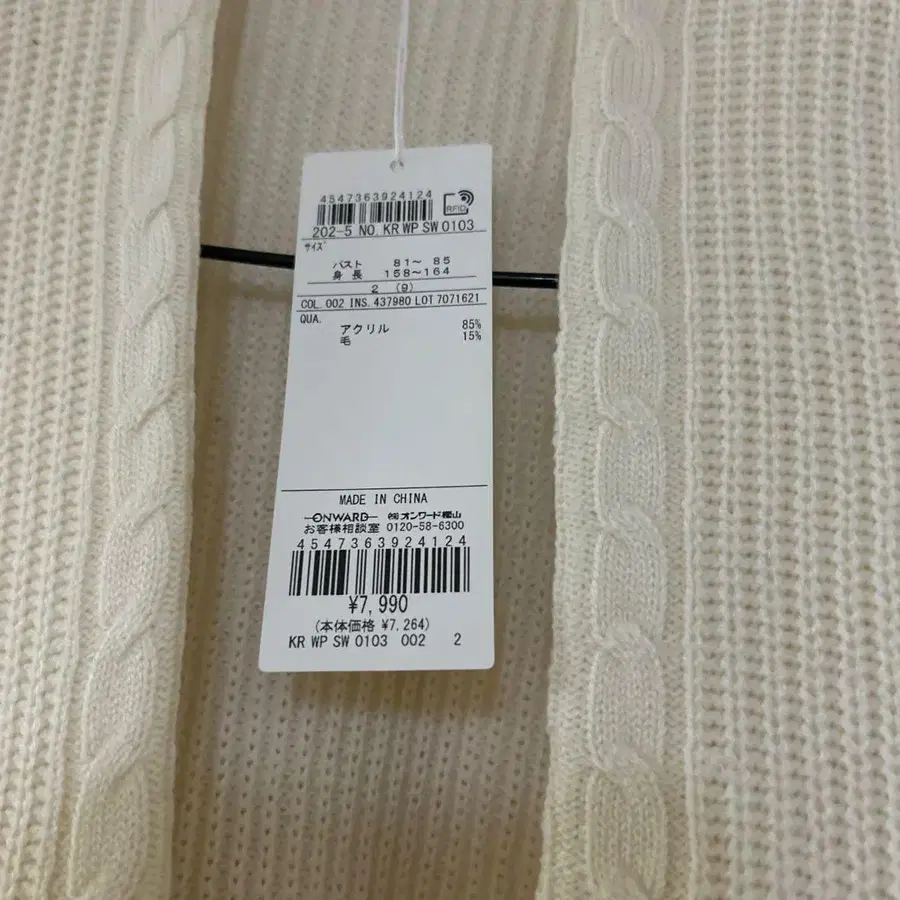 4547363924124
RFID
202-5 NO. KR WP SW 0103
サイズ
バスト 81～ 85
身長 158～164
2 (9)
COL. 002 INS. 437980 LOT 7071621
QUA.
アクリル 85%
毛 15%
MADE IN CHINA
ONWARD ㈱オンワード樫山
お客様相談室 0120-58-6300
4547363924124
¥7,990
(本体価格 ¥7,264)
KR WP SW 0103 002 2